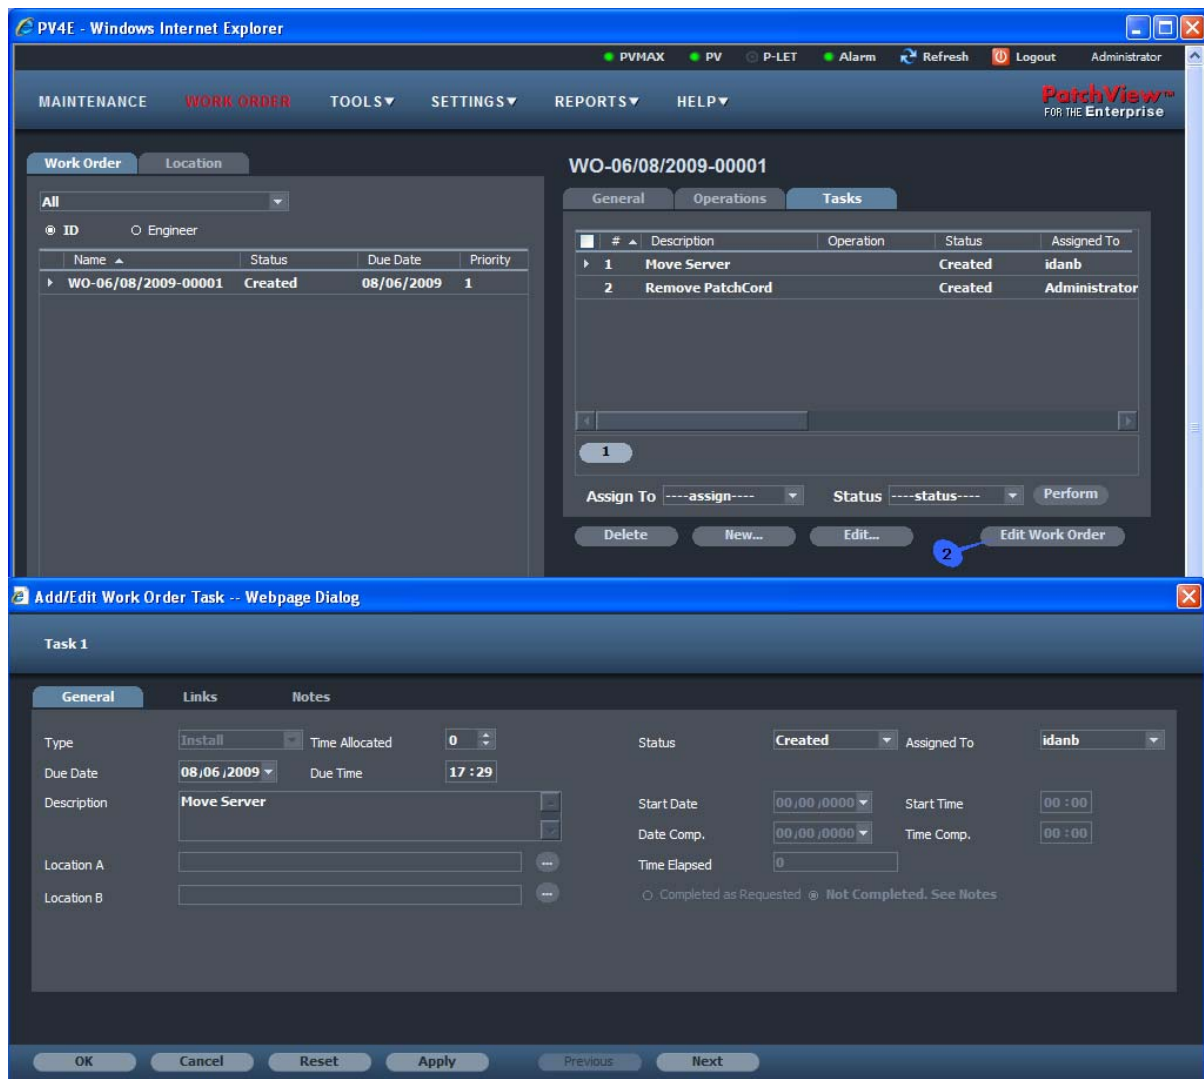 PV4E - Windows Internet Explorer
PVMAX PV P-LET Alarm Refresh Logout Administrator
MAINTENANCE WORK ORDER TOOLS▼ SETTINGS▼ REPORTS▼ HELP▼
PatchView™
FOR THE Enterprise
Work Order Location
All
ID Engineer
Name Status Due Date Priority
WO-06/08/2009-00001 Created 08/06/2009 1
WO-06/08/2009-00001
General Operations Tasks
# Description Operation Status Assigned To
1 Move Server Created idanb
2 Remove PatchCord Created Administrator
1
Assign To ----assign---- Status ----status---- Perform
Delete New... Edit... Edit Work Order
2
Add/Edit Work Order Task -- Webpage Dialog
Task 1
General Links Notes
Type Install Time Allocated 0 Status Created Assigned To idanb
Due Date 08/06/2009 Due Time 17:29
Description Move Server Start Date 00/00/0000 Start Time 00:00
Date Comp. 00/00/0000 Time Comp. 00:00
Location A ... Time Elapsed 0
Location B ... Completed as Requested Not Completed. See Notes
OK Cancel Reset Apply Previous Next